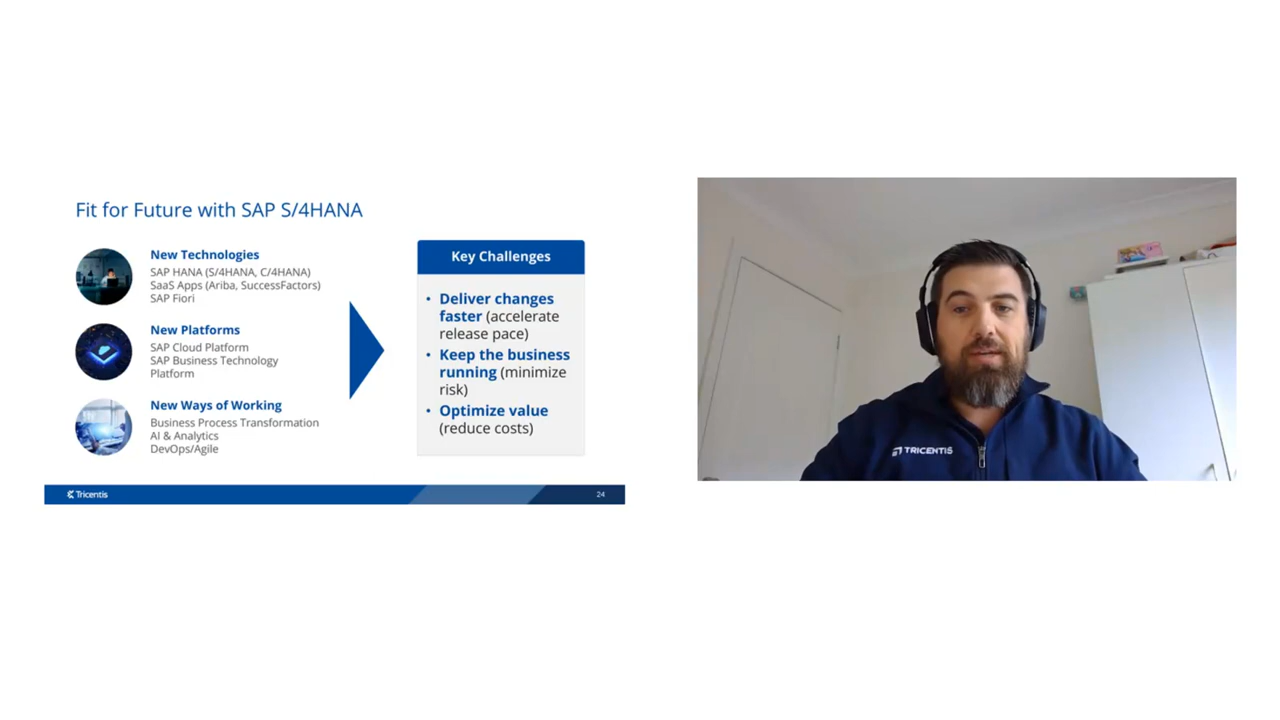 Fit for Future with SAP S/4HANA
New Technologies
SAP HANA (S/4HANA, C/4HANA)
SaaS Apps (Ariba, SuccessFactors)
SAP Fiori
New Platforms
SAP Cloud Platform
SAP Business Technology
Platform
New Ways of Working
Business Process Transformation
AI & Analytics
DevOps/Agile
Key Challenges
• Deliver changes
faster (accelerate
release pace)
• Keep the business
running (minimize
risk)
• Optimize value
(reduce costs)
Tricentis
24
TRICENTIS